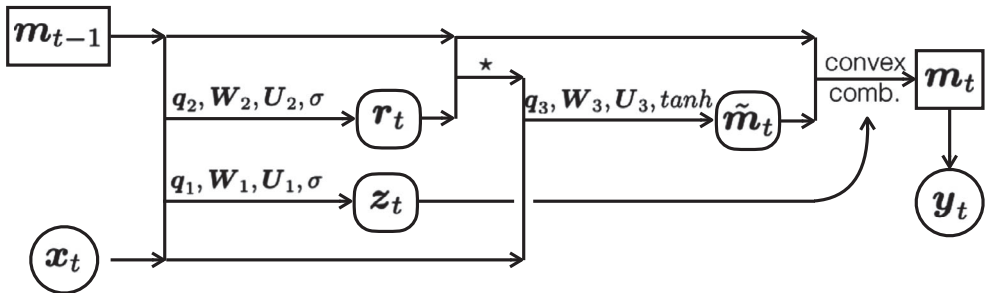 m_{t−1}
⋆
convex
comb.
m_t
q_2, W_2, U_2, σ
r_t
q_3, W_3, U_3, tanh
m̃_t
q_1, W_1, U_1, σ
z_t
y_t
x_t